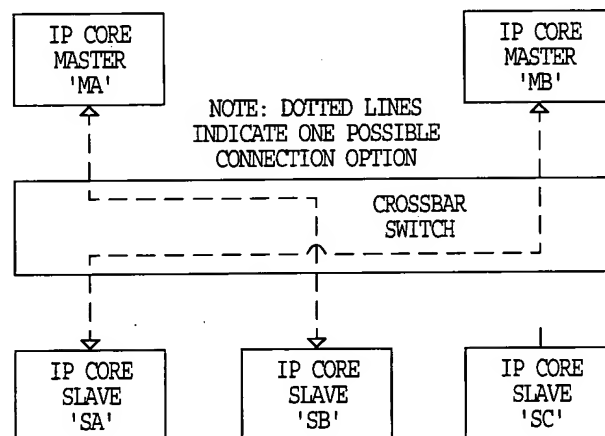 IP CORE
MASTER
'MA'
IP CORE
MASTER
'MB'
NOTE: DOTTED LINES
INDICATE ONE POSSIBLE
CONNECTION OPTION
CROSSBAR
SWITCH
IP CORE
SLAVE
'SA'
IP CORE
SLAVE
'SB'
IP CORE
SLAVE
'SC'